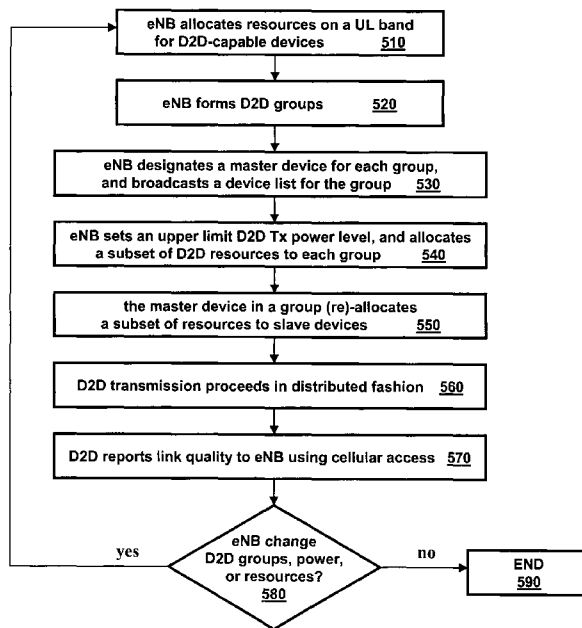 eNB allocates resources on a UL band
for D2D-capable devices 510
eNB forms D2D groups 520
eNB designates a master device for each group,
and broadcasts a device list for the group 530
eNB sets an upper limit D2D Tx power level, and allocates
a subset of D2D resources to each group 540
the master device in a group (re)-allocates
a subset of resources to slave devices 550
D2D transmission proceeds in distributed fashion 560
D2D reports link quality to eNB using cellular access 570
yes
eNB change
D2D groups, power,
or resources?
580
no
END
590